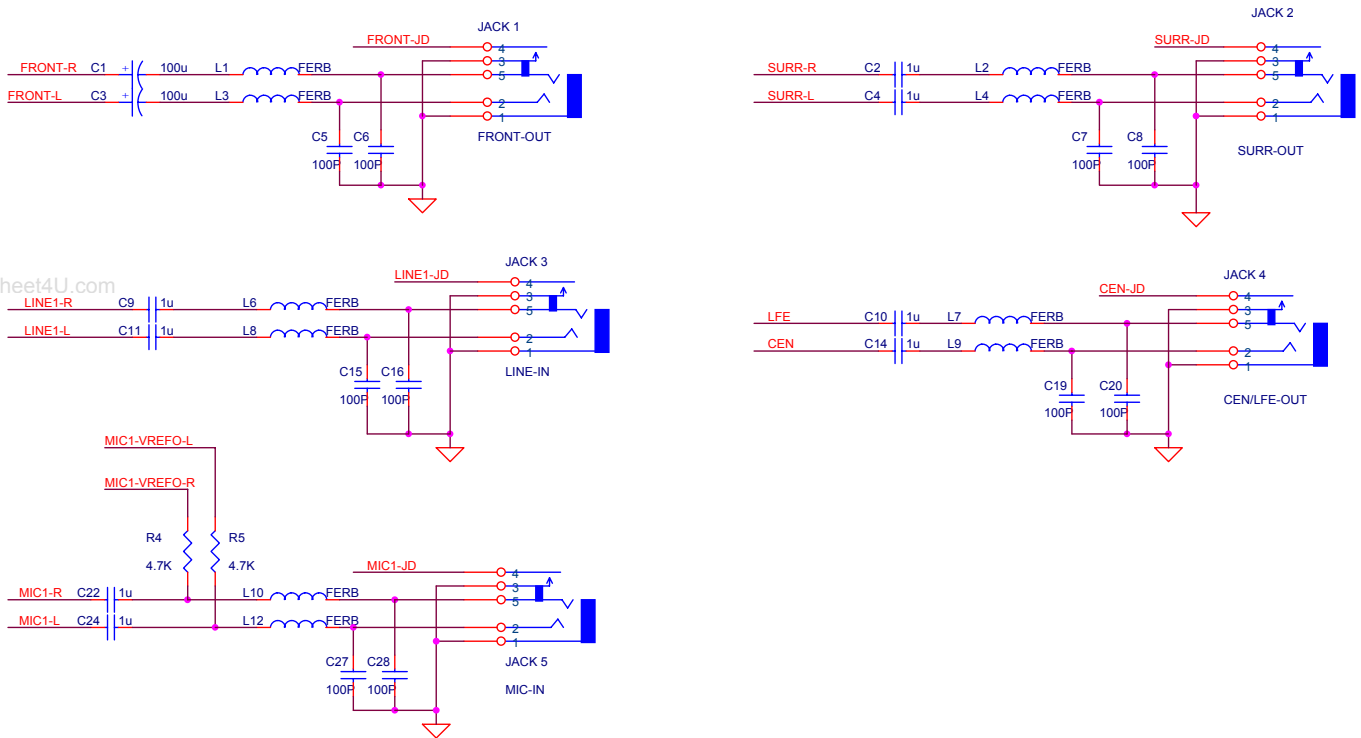 JACK 1
FRONT-JD
4
3
FRONT-R C1 + 100u L1 FERB 5
FRONT-L C3 + 100u L3 FERB 2
1
C5 C6 FRONT-OUT
100P 100P
JACK 2
SURR-JD
4
3
SURR-R C2 1u L2 FERB 5
SURR-L C4 1u L4 FERB 2
1
C7 C8
SURR-OUT
100P 100P
JACK 3
LINE1-JD
4
heet4U.com
3
LINE1-R C9 1u L6 FERB 5
LINE1-L C11 1u L8 FERB 2
1
C15 C16 LINE-IN
100P 100P
JACK 4
CEN-JD
4
3
LFE C10 1u L7 FERB 5
CEN C14 1u L9 FERB 2
1
C19 C20
CEN/LFE-OUT
100P 100P
MIC1-VREFO-L
MIC1-VREFO-R
R4 R5
4.7K 4.7K
MIC1-JD
4
3
MIC1-R C22 1u L10 FERB 5
MIC1-L C24 1u L12 FERB 2
1
C27 C28 JACK 5
100P 100P MIC-IN